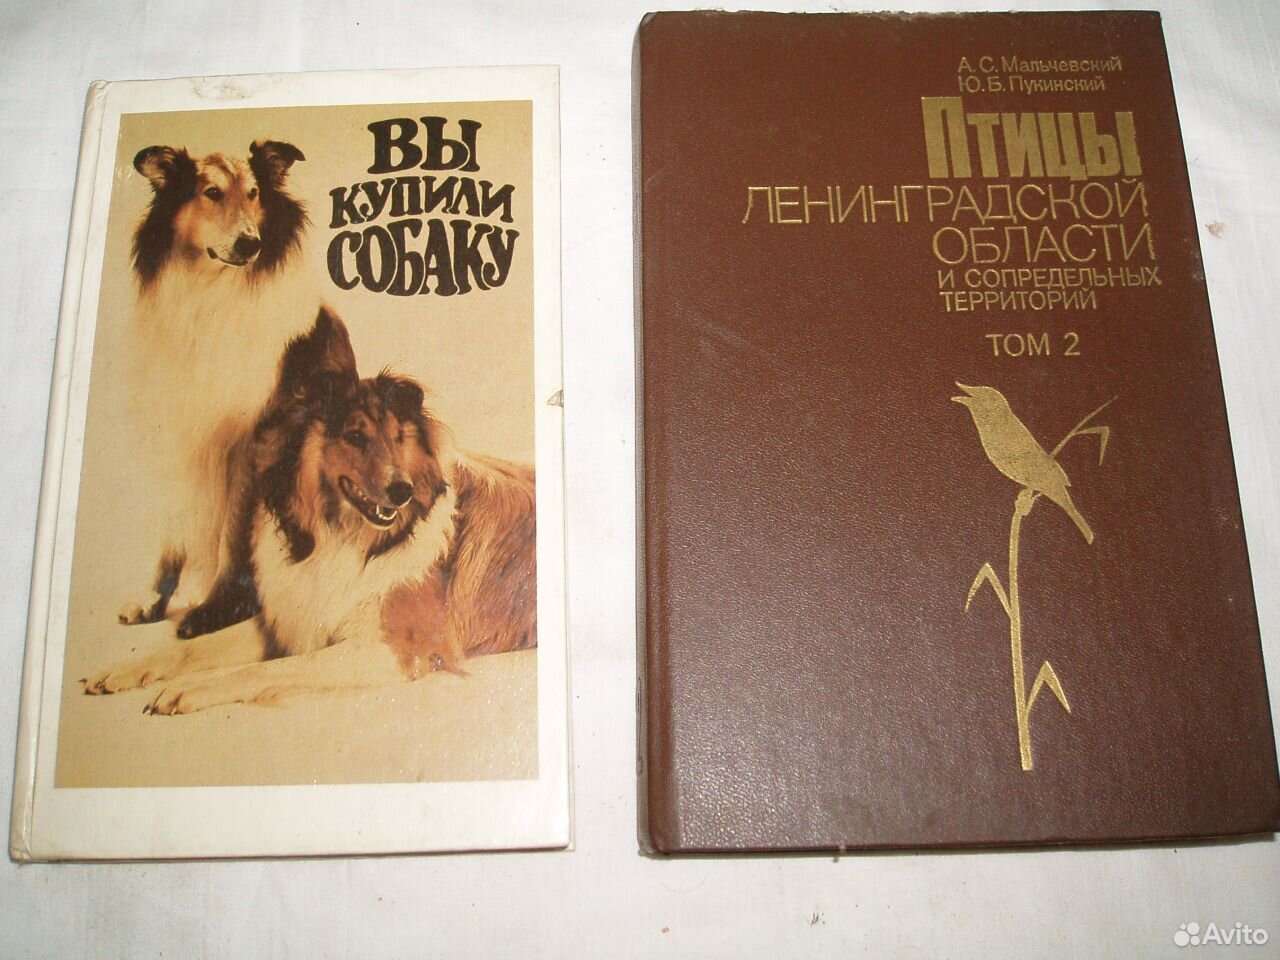 ВЫ
КУПИЛИ
СОБАКУ
А. С. Мальчевский
Ю. Б. Пукинский
Птицы
ЛЕНИНГРАДСКОЙ
ОБЛАСТИ
И СОПРЕДЕЛЬНЫХ
ТЕРРИТОРИЙ
ТОМ 2
Avito